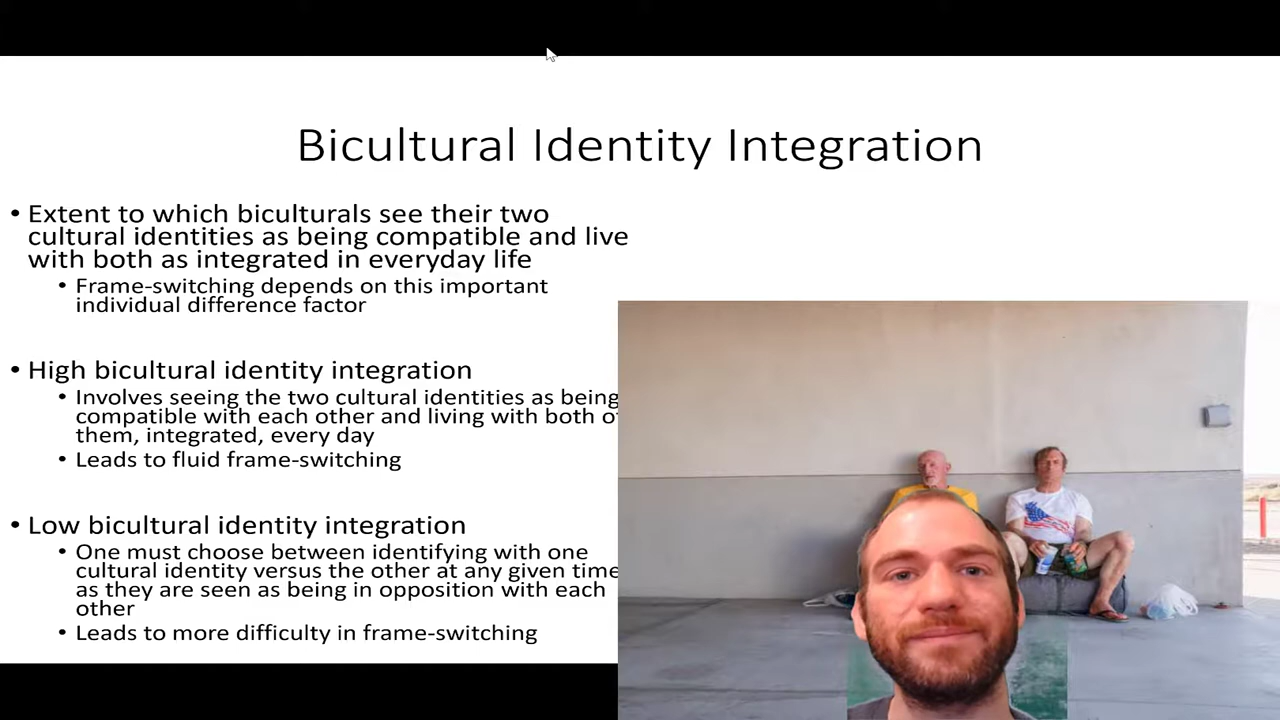 Bicultural Identity Integration
• Extent to which biculturals see their two
cultural identities as being compatible and live
with both as integrated in everyday life
• Frame-switching depends on this important
individual difference factor
• High bicultural identity integration
• Involves seeing the two cultural identities as being
compatible with each other and living with both o
them, integrated, every day
• Leads to fluid frame-switching
• Low bicultural identity integration
• One must choose between identifying with one
cultural identity versus the other at any given time
as they are seen as being in opposition with each
other
• Leads to more difficulty in frame-switching